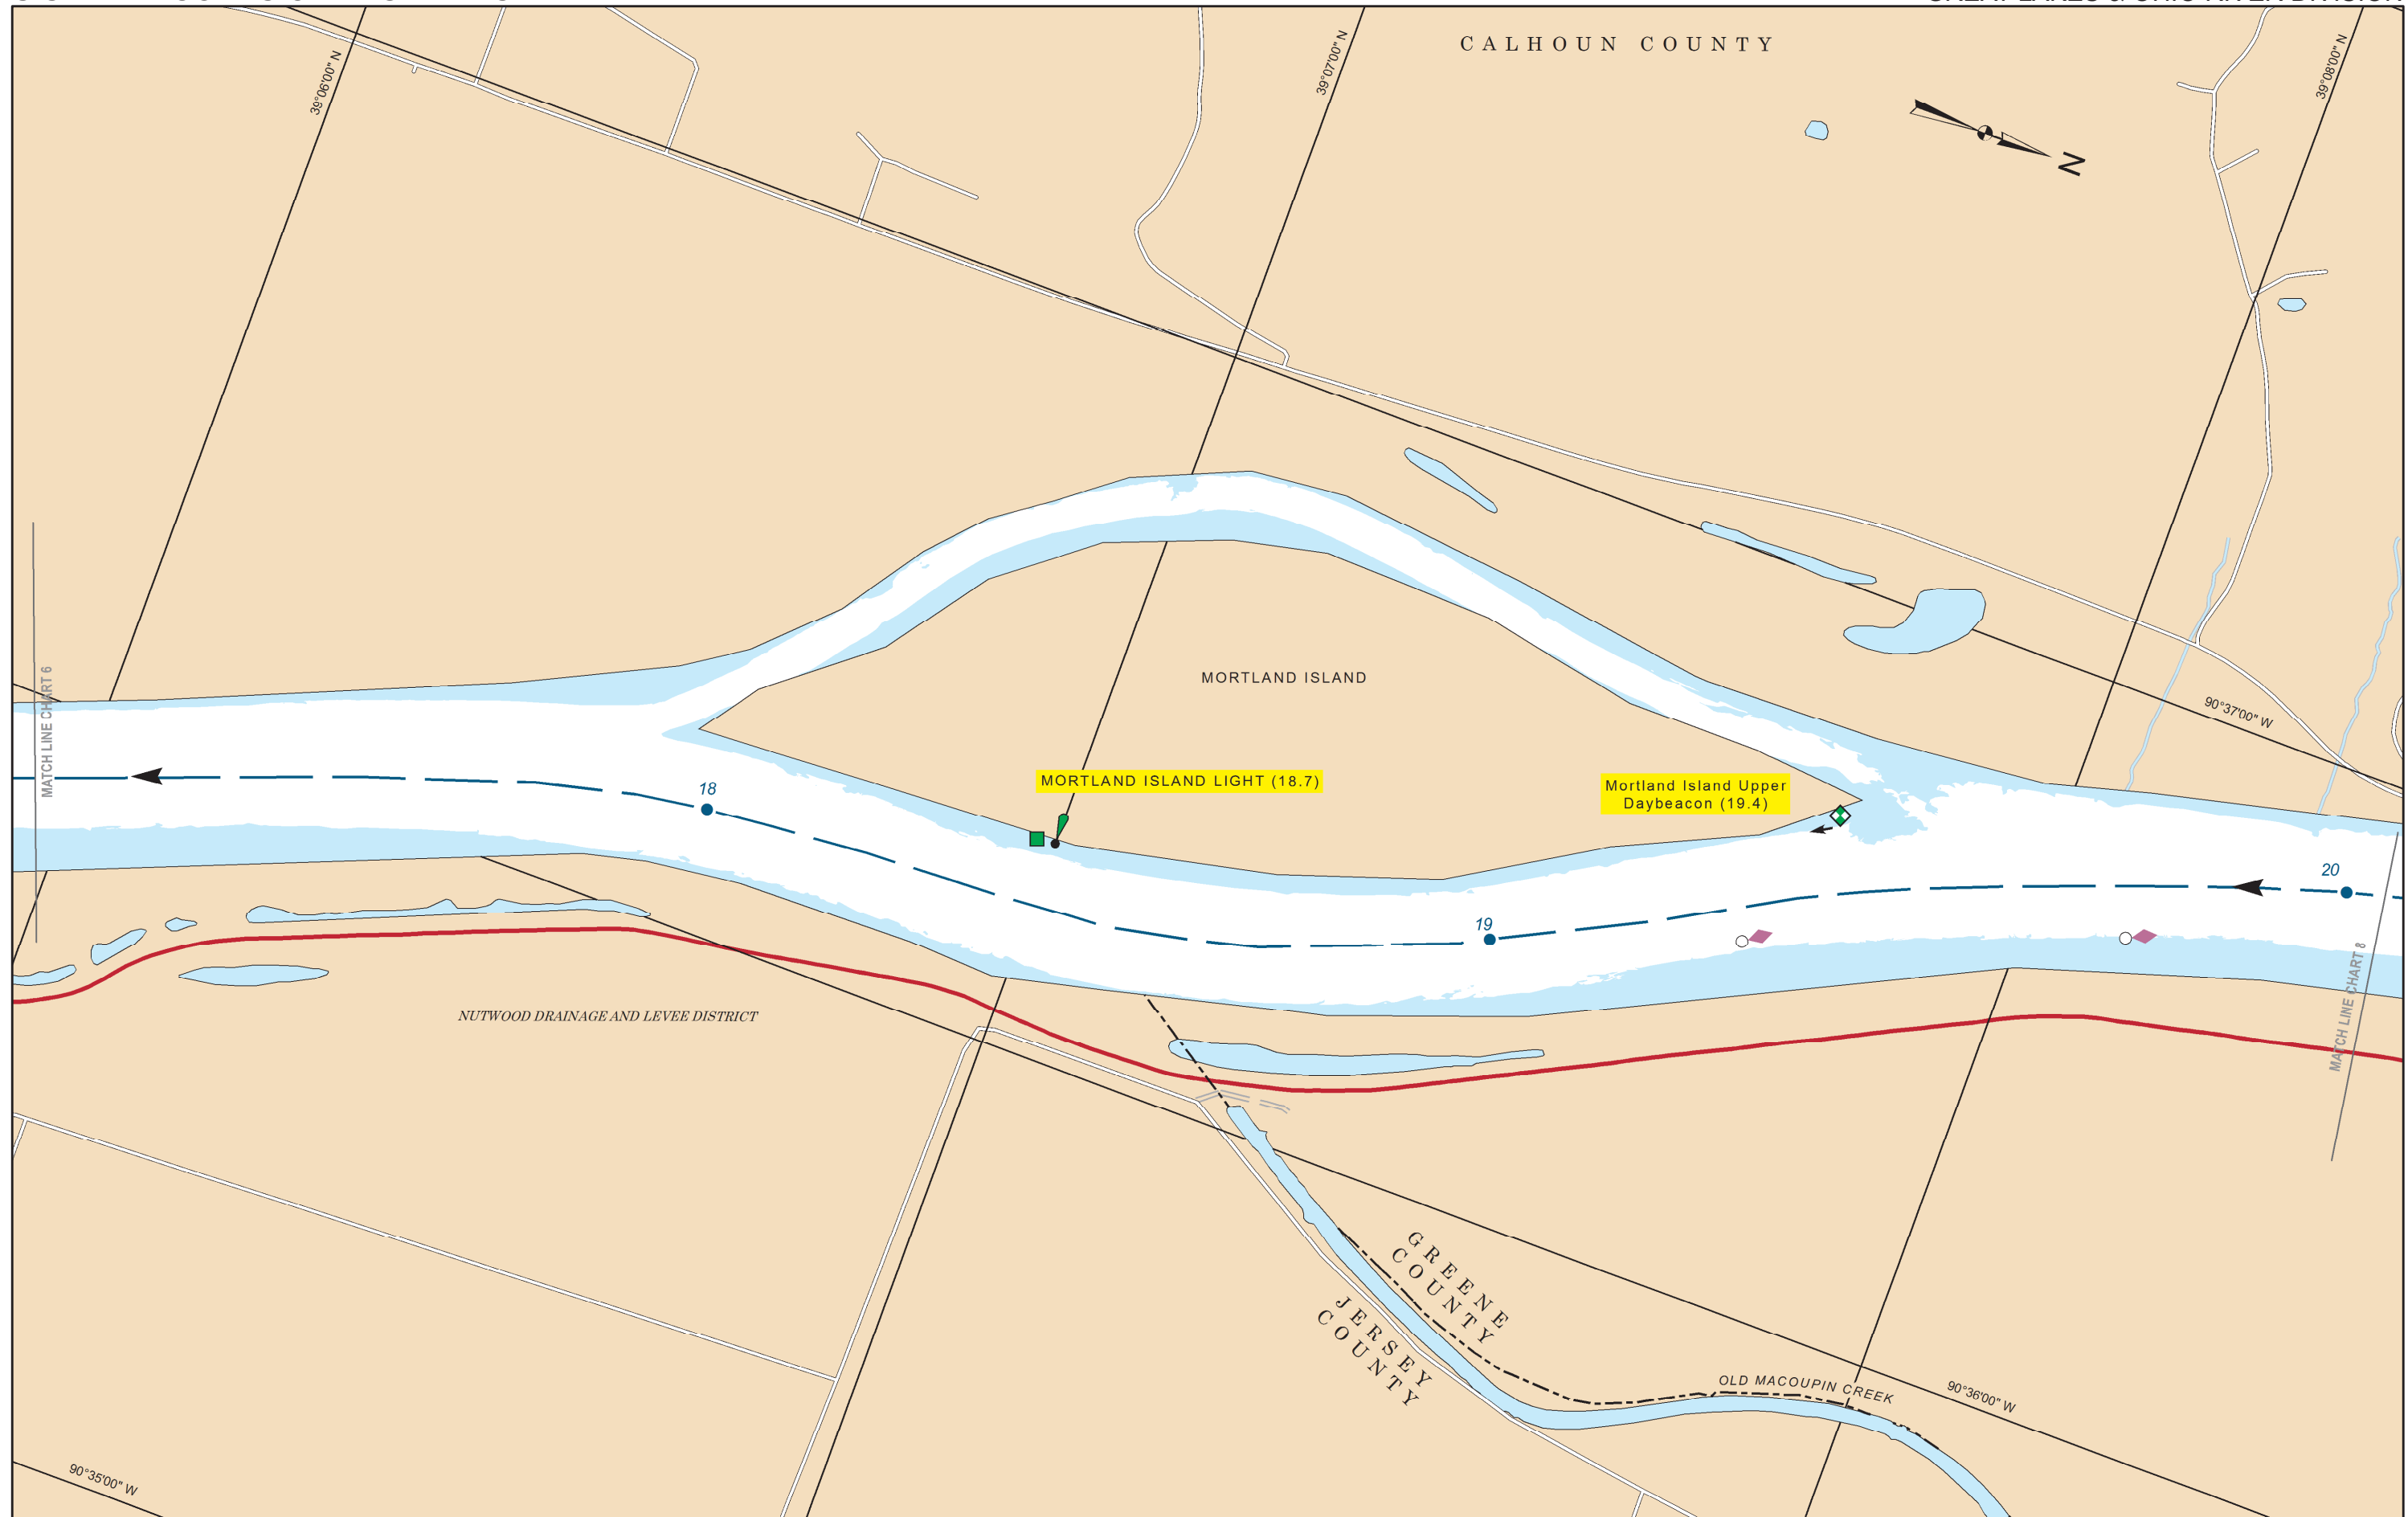 CALHOUN COUNTY
39°06'00" N
39°07'00" N
39°08'00" N
N
MORTLAND ISLAND
MATCH LINE CHART 6
90°37'00" W
MORTLAND ISLAND LIGHT (18.7)
Mortland Island Upper
Daybeacon (19.4)
18
19
20
MATCH LINE CHART 8
NUTWOOD DRAINAGE AND LEVEE DISTRICT
GREENE
COUNTY
JERSEY
COUNTY
OLD MACOUPIN CREEK
90°36'00" W
90°35'00" W